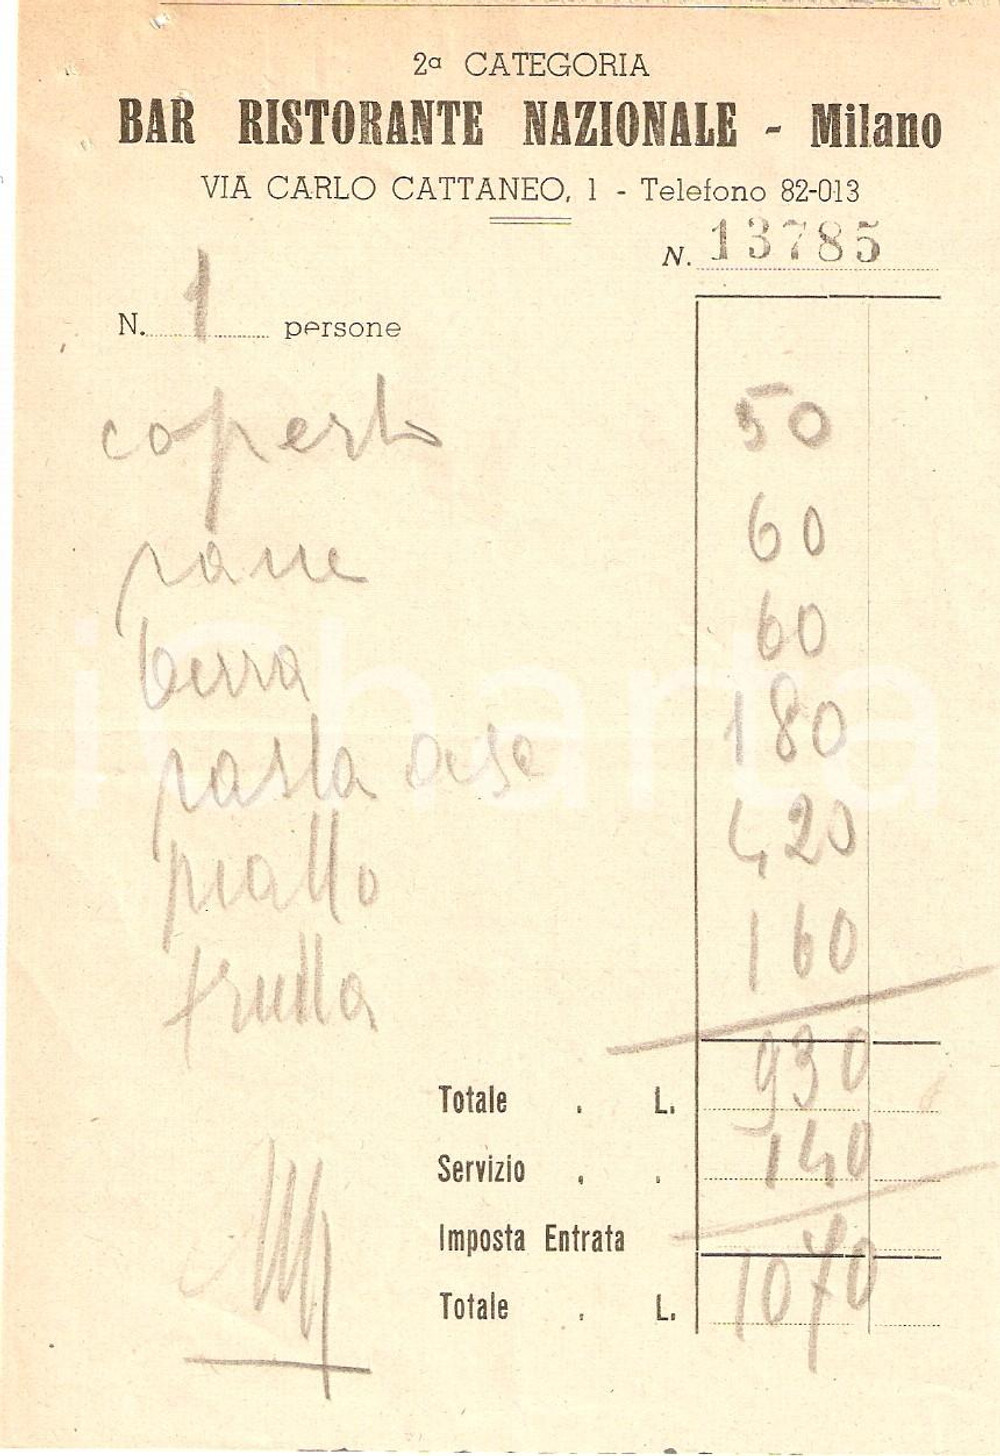 2ª CATEGORIA
BAR RISTORANTE NAZIONALE - Milano
VIA CARLO CATTANEO, 1 - Telefono 82-013
N. 13785
N. 1 persone
coperto 50
pane 60
birra 60
pasta 180
piatto 420
frutta 160
930
Totale . L.
Servizio . . 140
Imposta Entrata
Totale . L. 1070
iCharta